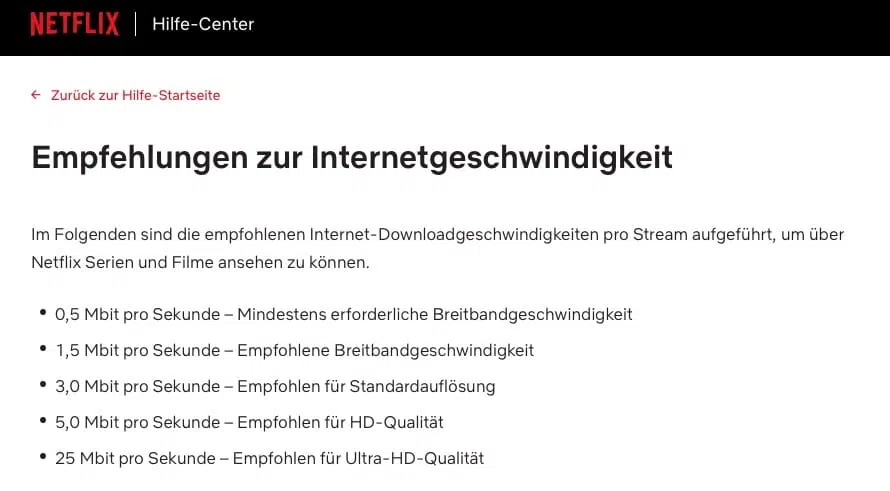 NETFLIX Hilfe-Center
← Zurück zur Hilfe-Startseite
Empfehlungen zur Internetgeschwindigkeit
Im Folgenden sind die empfohlenen Internet-Downloadgeschwindigkeiten pro Stream aufgeführt, um über
Netflix Serien und Filme ansehen zu können.
• 0,5 Mbit pro Sekunde – Mindestens erforderliche Breitbandgeschwindigkeit
• 1,5 Mbit pro Sekunde – Empfohlene Breitbandgeschwindigkeit
• 3,0 Mbit pro Sekunde – Empfohlen für Standardauflösung
• 5,0 Mbit pro Sekunde – Empfohlen für HD-Qualität
• 25 Mbit pro Sekunde – Empfohlen für Ultra-HD-Qualität